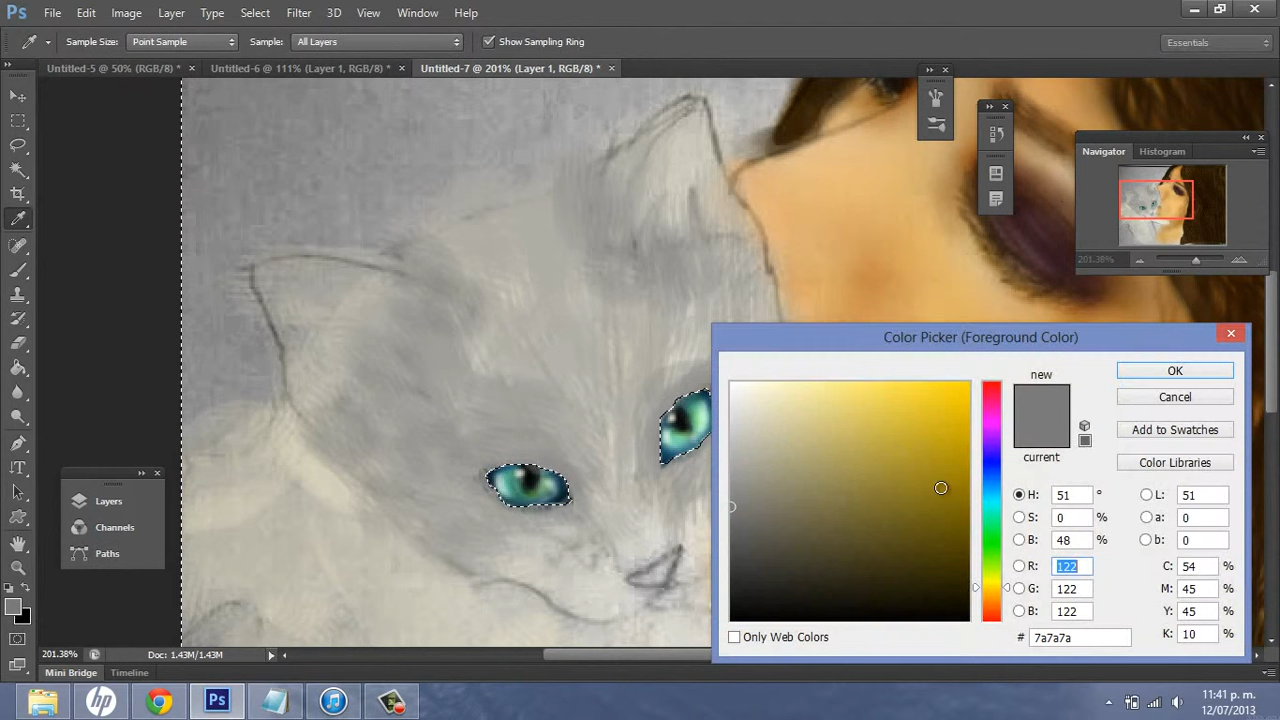 Ps File Edit Image Layer Type Select Filter 3D View Window Help
Sample Size: Point Sample Sample: All Layers Show Sampling Ring Essentials
Untitled-5 @ 50% (RGB/8) * × Untitled-6 @ 111% (Layer 1, RGB/8) * × Untitled-7 @ 201% (Layer 1, RGB/8) * ×
Navigator Histogram
201.38%
Color Picker (Foreground Color)
new
current
OK
Cancel
Add to Swatches
Color Libraries
H: 51 ° L: 51
S: 0 % a: 0
B: 48 % b: 0
R: 122 C: 54 %
G: 122 M: 45 %
B: 122 Y: 45 %
# 7a7a7a K: 10 %
Only Web Colors
Layers
Channels
Paths
201.38% Doc: 1.43M/1.43M
Mini Bridge Timeline
hp Ps
11:41 p. m.
12/07/2013